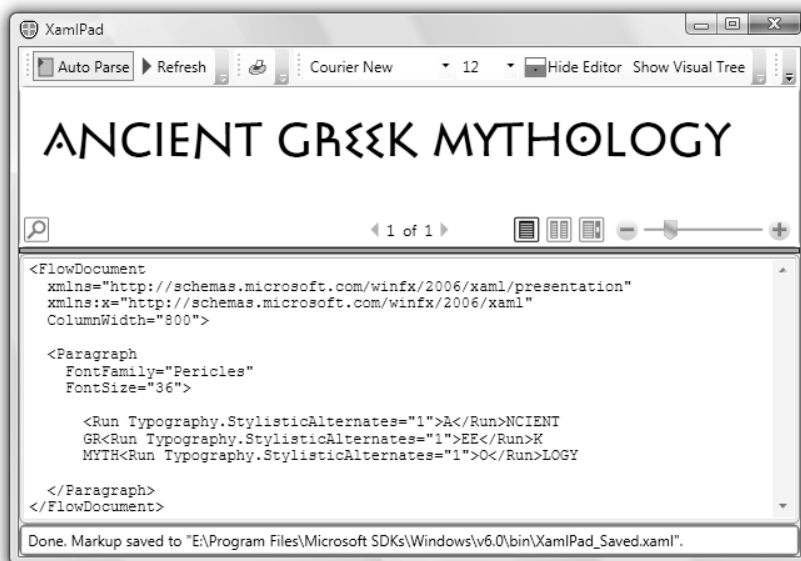 XamlPad
Auto Parse Refresh Courier New 12 Hide Editor Show Visual Tree
ANCIENT GREEK MYTHOLOGY
1 of 1
<FlowDocument
xmlns="http://schemas.microsoft.com/winfx/2006/xaml/presentation"
xmlns:x="http://schemas.microsoft.com/winfx/2006/xaml"
ColumnWidth="800">
<Paragraph
FontFamily="Pericles"
FontSize="36">
<Run Typography.StylisticAlternates="1">A</Run>NCIENT
GR<Run Typography.StylisticAlternates="1">EE</Run>K
MYTH<Run Typography.StylisticAlternates="1">O</Run>LOGY
</Paragraph>
</FlowDocument>
Done. Markup saved to "E:\Program Files\Microsoft SDKs\Windows\v6.0\bin\XamlPad_Saved.xaml".